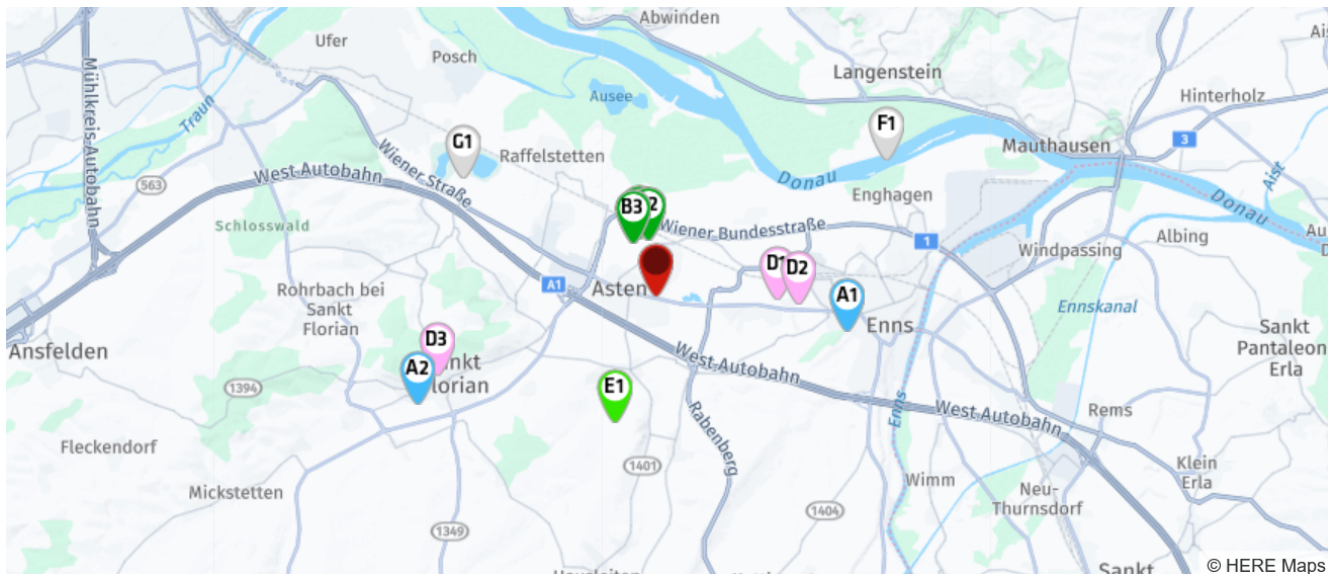 Abwinden
Ufer
Posch
Mühlkreis-Autobahn
Traun
Ausee
Langenstein
Hinterholz
3
F1
G1
Raffelstetten
Wiener Straße
Mauthausen
West Autobahn
563
Donau
Enghagen
Aist
Donau
B3
2
Wiener Bundesstraße
Schlosswald
1
Windpassing
Albing
D1
D2
A1
Asten
Rohrbach bei
Sankt
Florian
A1
Enns
Ennskanal
Sankt
Pantaleon
Erla
Ansfelden
D3
A2
Florian
1394
E1
West Autobahn
Enns
West Autobahn
Rems
Rabenberg
Fleckendorf
1401
Mickstetten
Wimm
Klein
Erla
Neu-
Thurnsdorf
1349
1404
Sankt
© HERE Maps